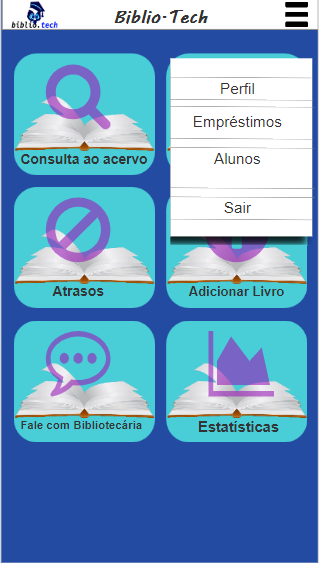 biblio.tech
Biblio·Tech
Perfil
Empréstimos
Alunos
Sair
Consulta ao acervo
Atrasos
Adicionar Livro
Fale com Bibliotecária
Estatísticas